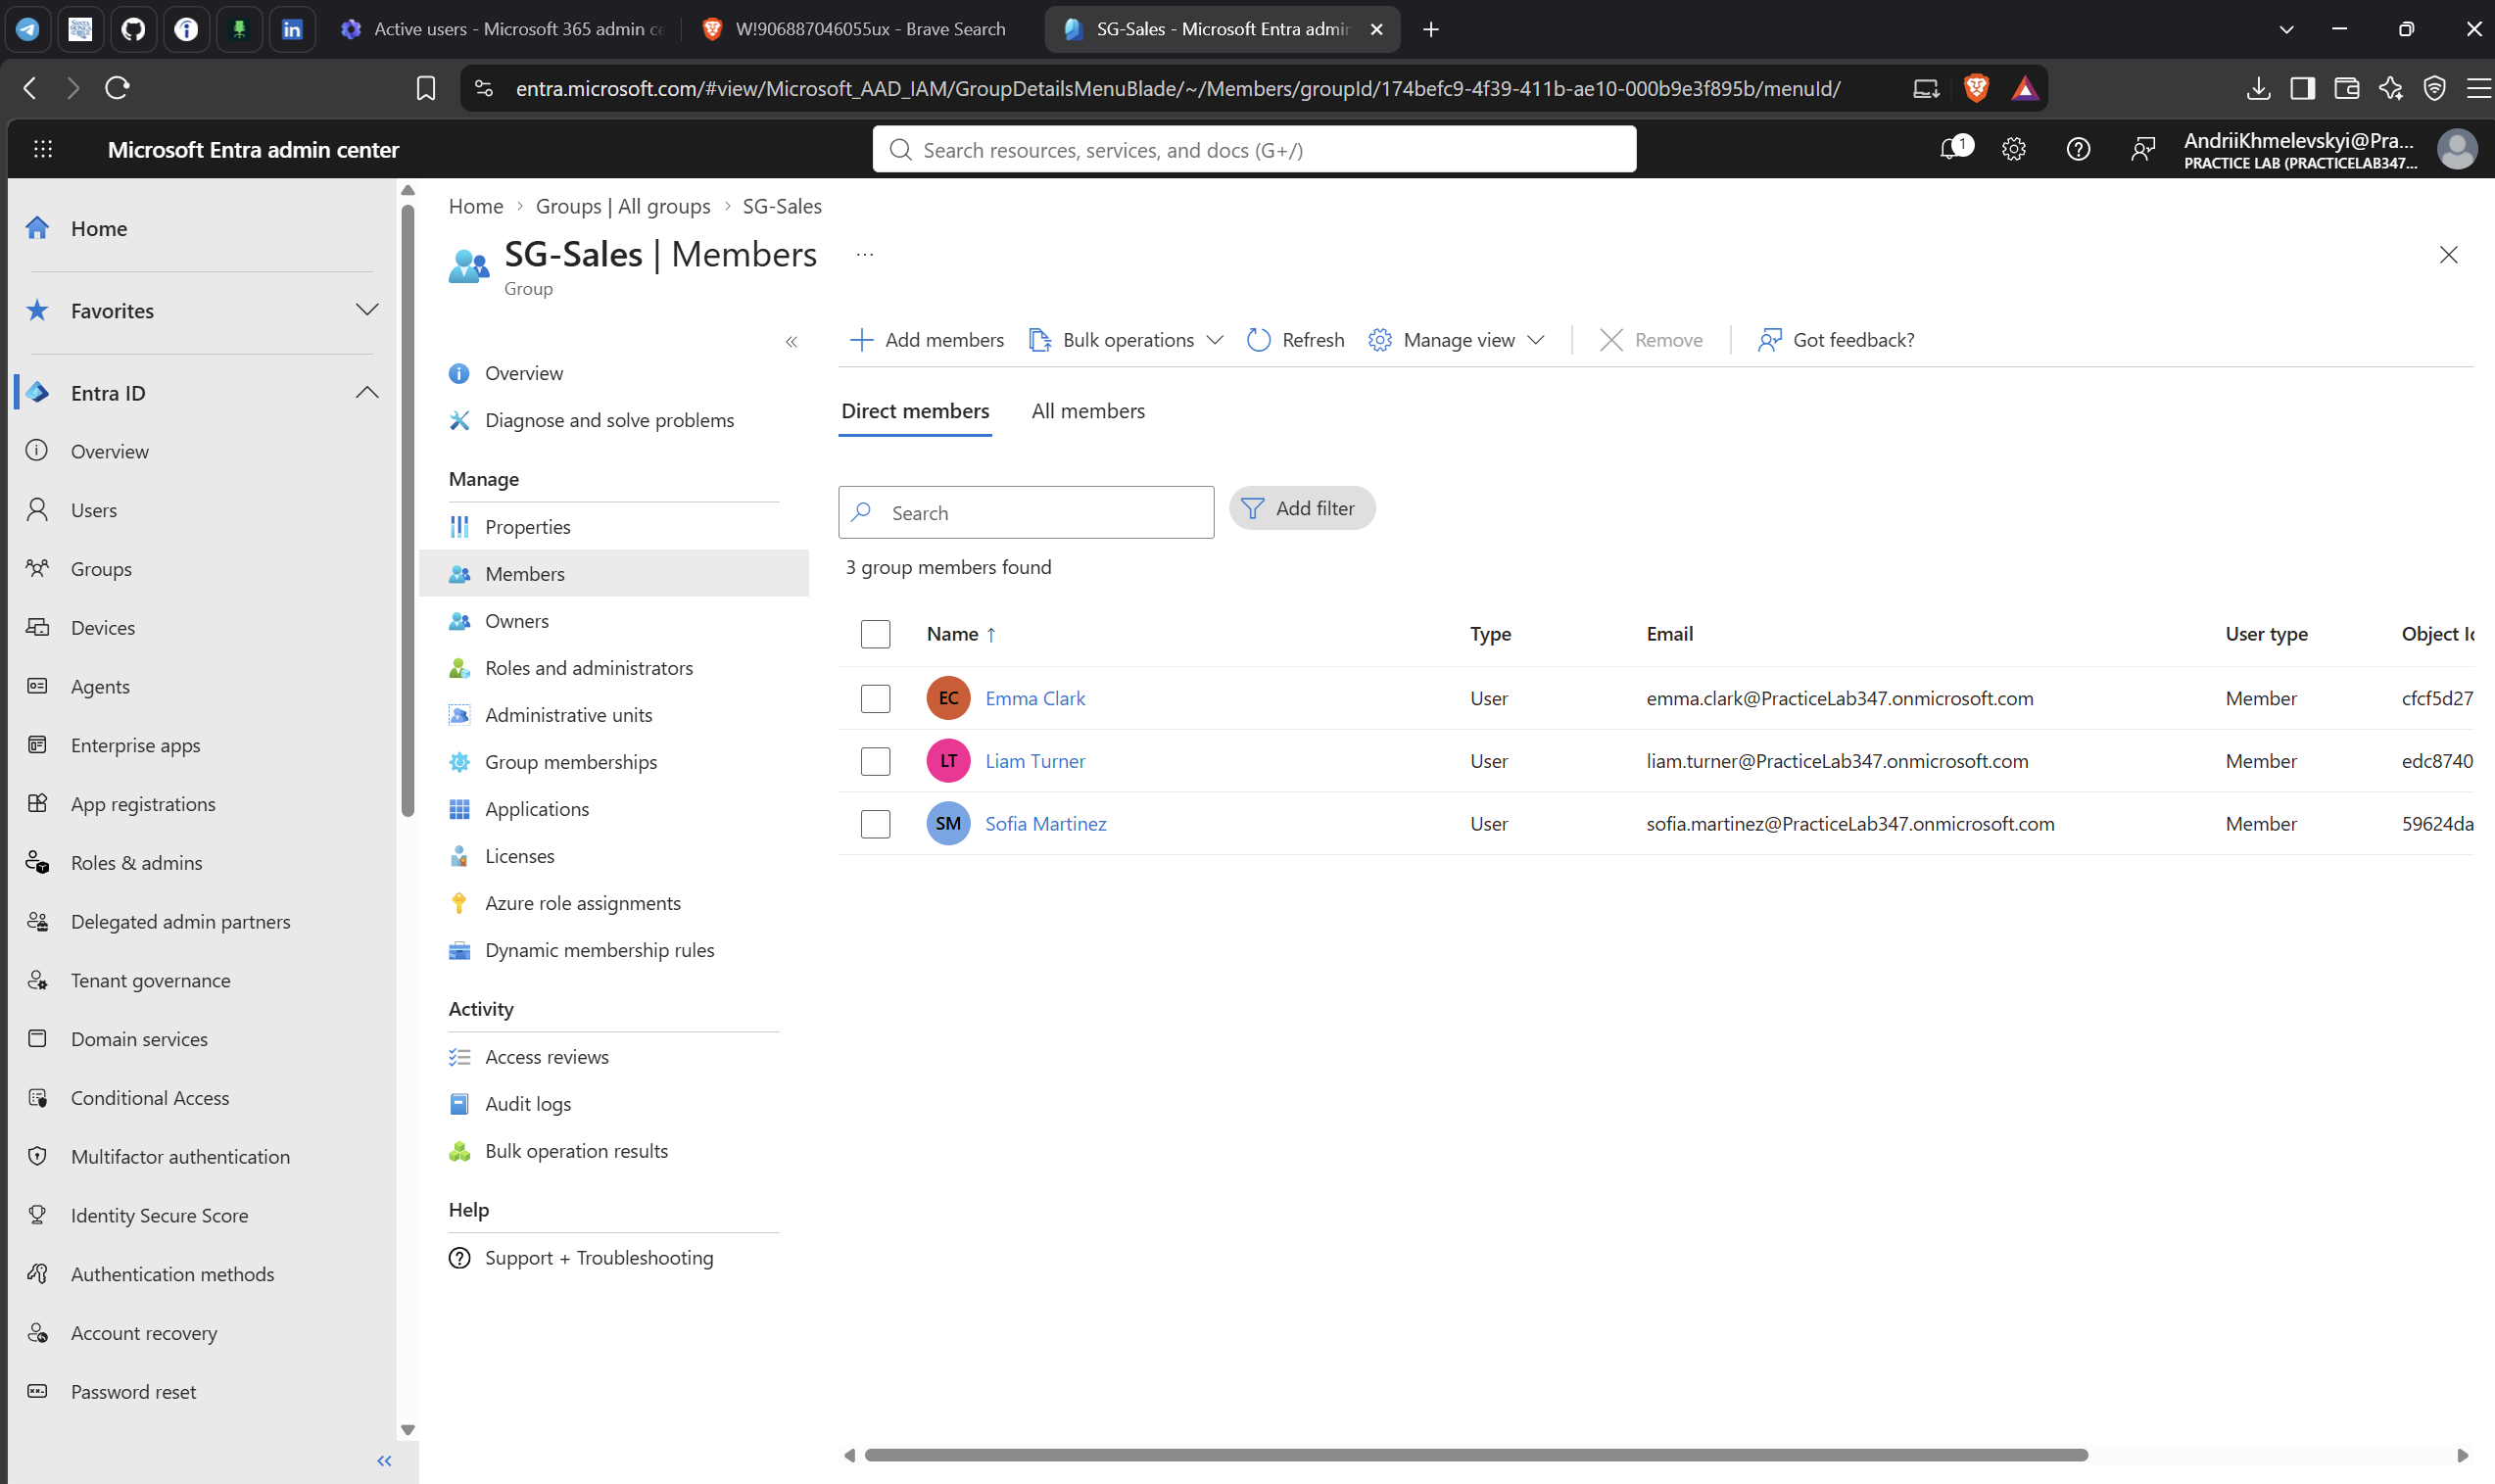 Active users - Microsoft 365 admin ce
W!906887046055ux - Brave Search
SG-Sales - Microsoft Entra admin
entra.microsoft.com/#view/Microsoft_AAD_IAM/GroupDetailsMenuBlade/~/Members/groupId/174befc9-4f39-411b-ae10-000b9e3f895b/menuId/
Microsoft Entra admin center
Search resources, services, and docs (G+/)
1
AndriiKhmelevskyi@Pra...
PRACTICE LAB (PRACTICELAB347...
Home
Favorites
Entra ID
Overview
Users
Groups
Devices
Agents
Enterprise apps
App registrations
Roles & admins
Delegated admin partners
Tenant governance
Domain services
Conditional Access
Multifactor authentication
Identity Secure Score
Authentication methods
Account recovery
Password reset
Home > Groups | All groups > SG-Sales
SG-Sales | Members ...
Group
Overview
Diagnose and solve problems
Manage
Properties
Members
Owners
Roles and administrators
Administrative units
Group memberships
Applications
Licenses
Azure role assignments
Dynamic membership rules
Activity
Access reviews
Audit logs
Bulk operation results
Help
Support + Troubleshooting
Add members Bulk operations Refresh Manage view Remove Got feedback?
Direct members All members
Search Add filter
3 group members found
Name ↑ Type Email User type Object Id
EC Emma Clark User emma.clark@PracticeLab347.onmicrosoft.com Member cfcf5d27
LT Liam Turner User liam.turner@PracticeLab347.onmicrosoft.com Member edc8740
SM Sofia Martinez User sofia.martinez@PracticeLab347.onmicrosoft.com Member 59624da